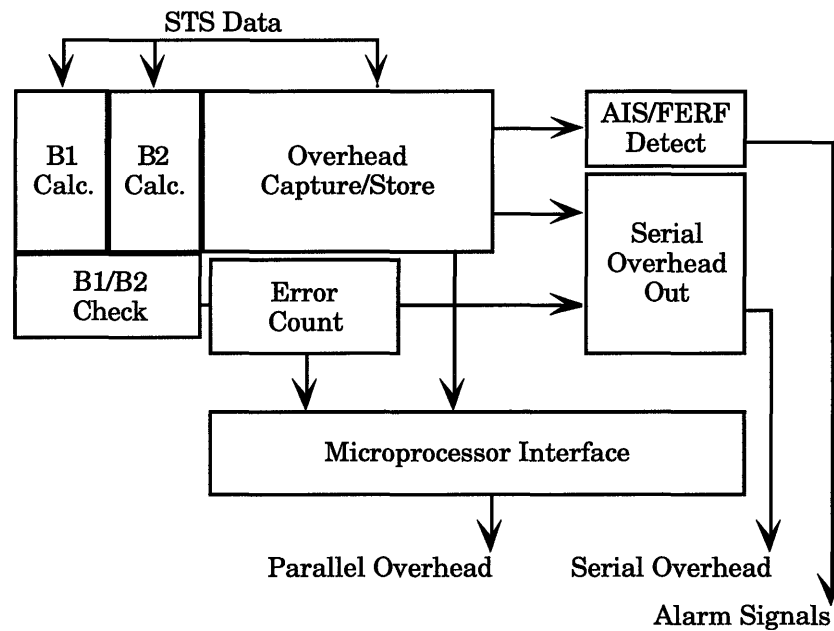 STS Data
B1
Calc.
B2
Calc.
Overhead
Capture/Store
AIS/FERF
Detect
Serial
Overhead
Out
B1/B2
Check
Error
Count
Microprocessor Interface
Parallel Overhead
Serial Overhead
Alarm Signals